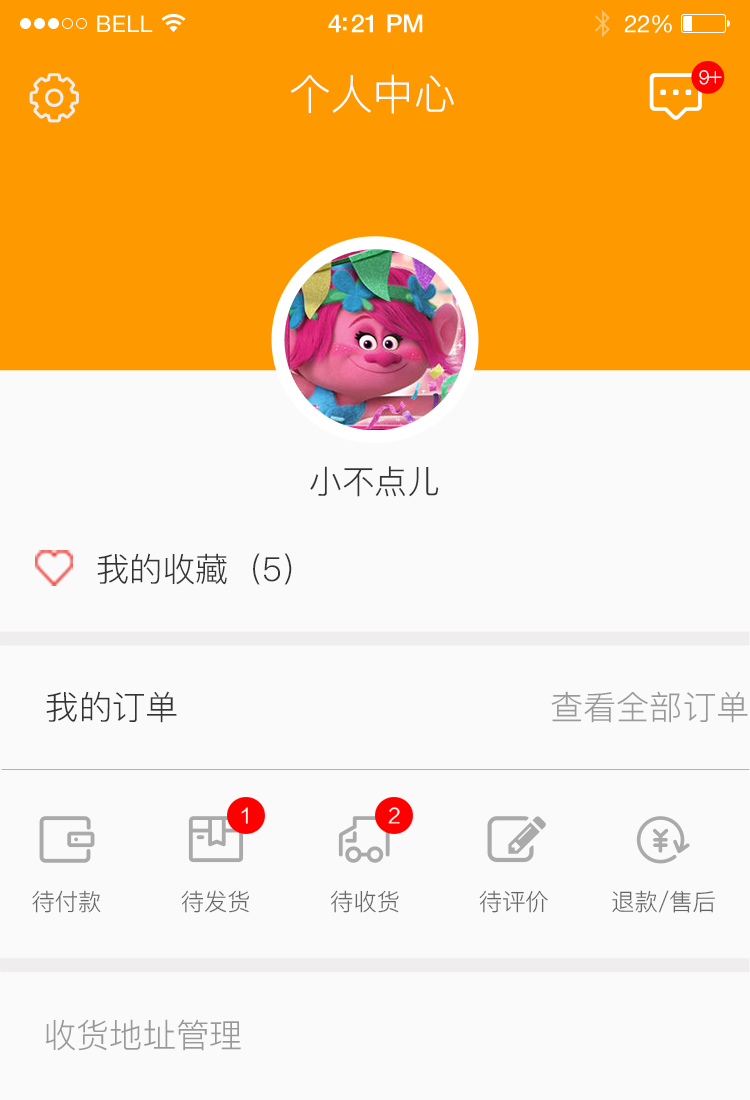 BELL 4:21 PM 22%
个人中心 9+
小不点儿
我的收藏（5）
我的订单 查看全部订单
1 2
待付款 待发货 待收货 待评价 退款/售后
收货地址管理